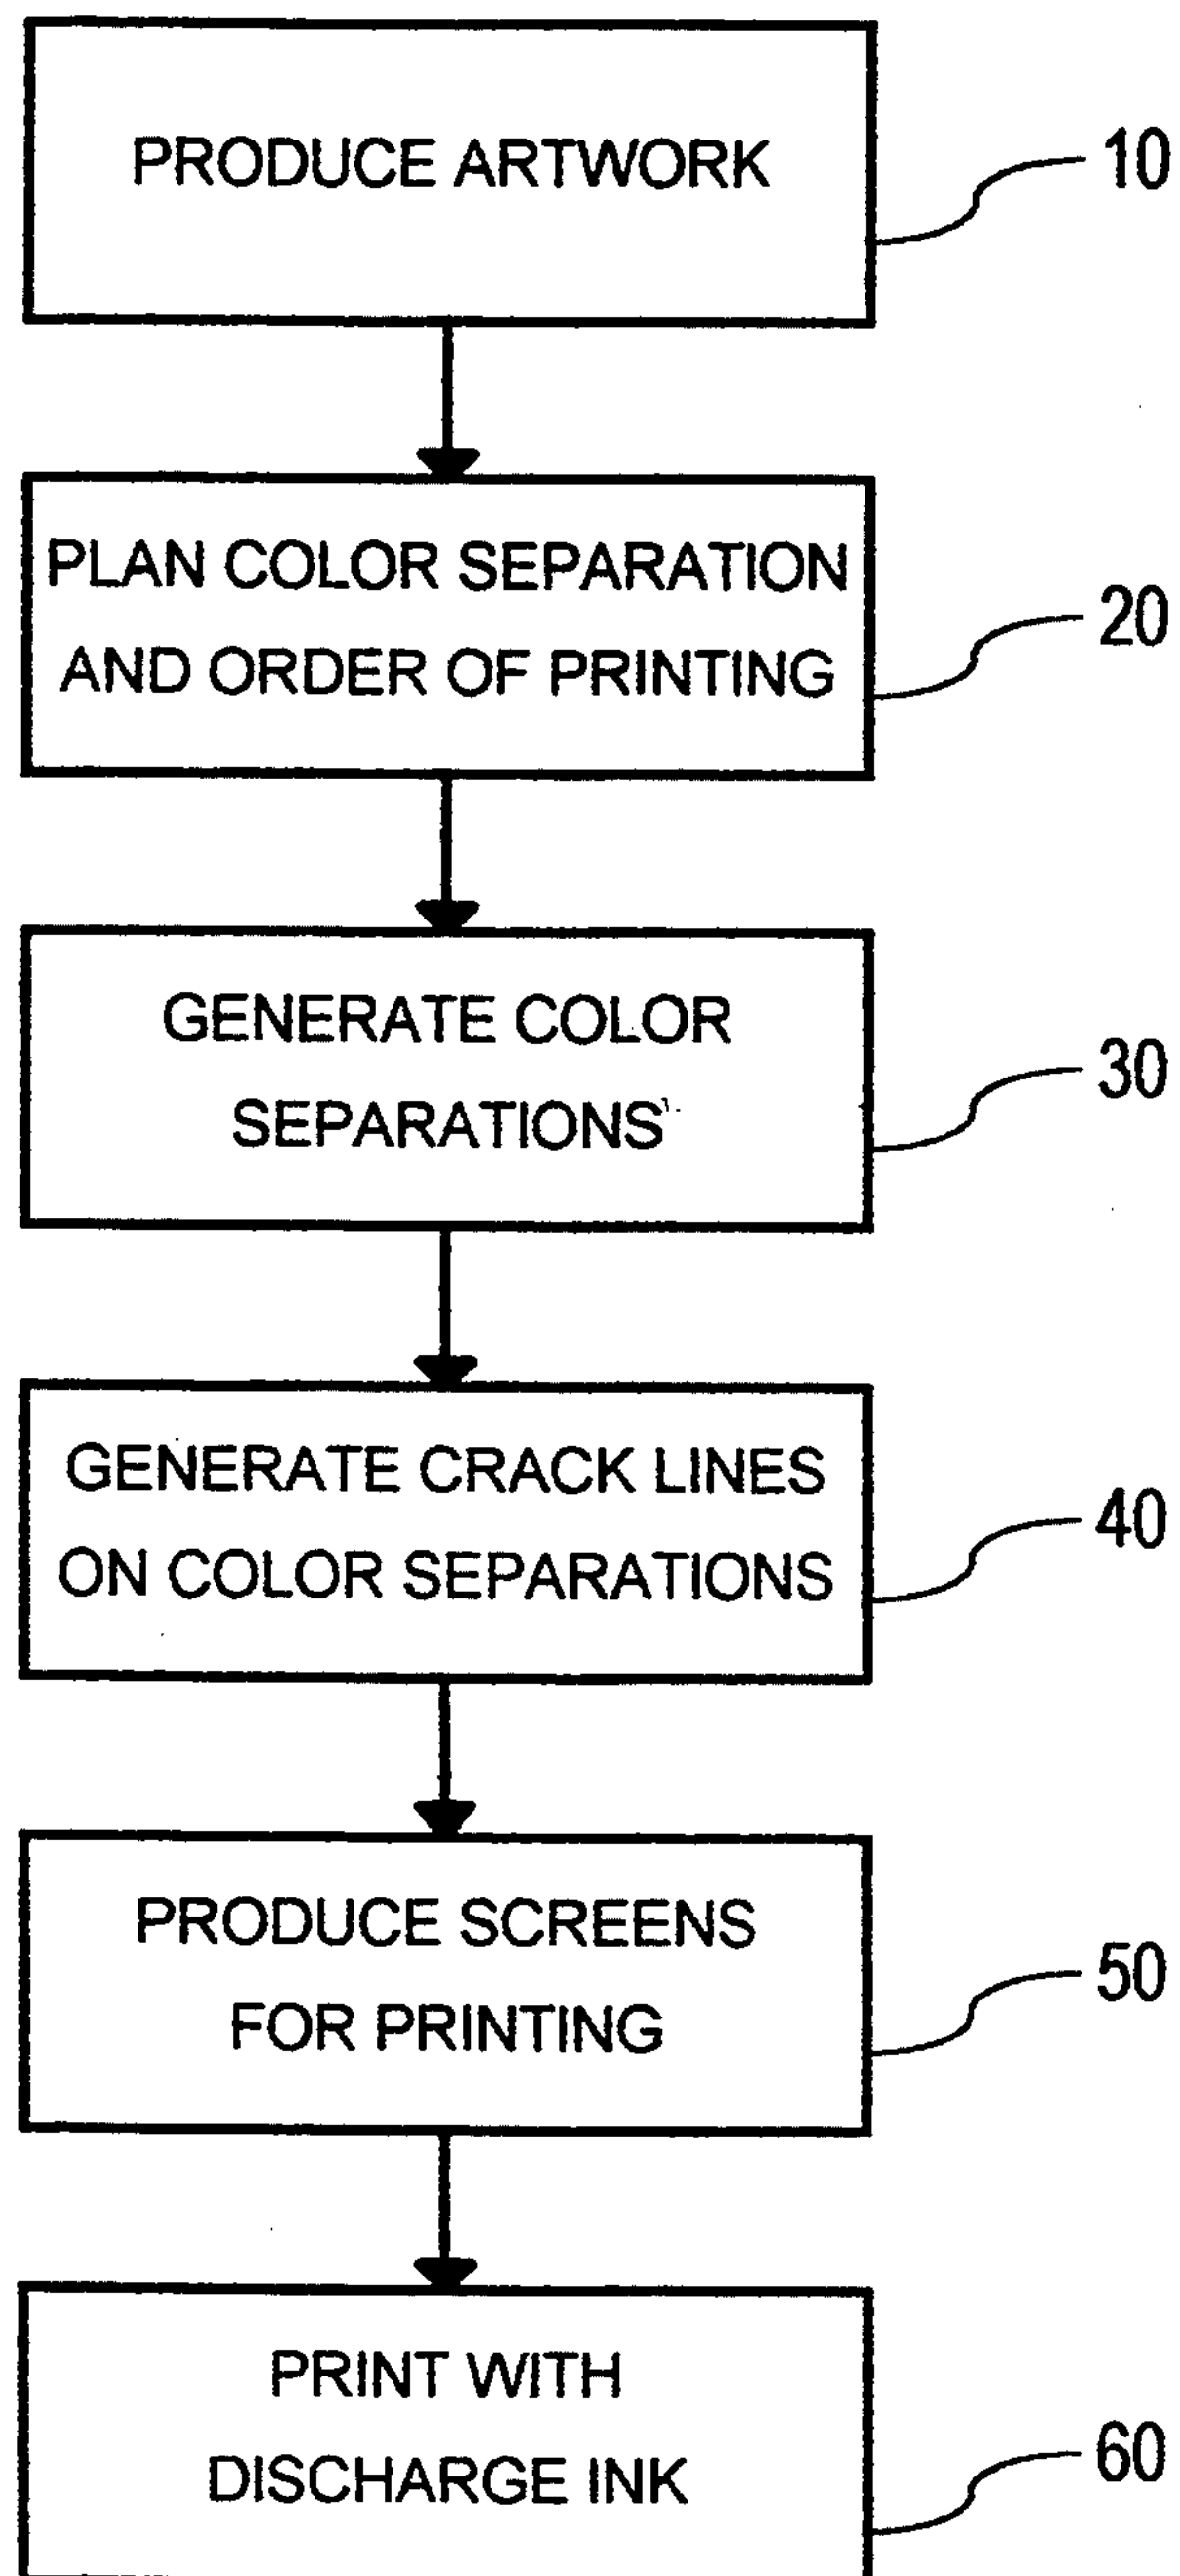 PRODUCE ARTWORK
10
PLAN COLOR SEPARATION
AND ORDER OF PRINTING
20
GENERATE COLOR
SEPARATIONS
30
GENERATE CRACK LINES
ON COLOR SEPARATIONS
40
PRODUCE SCREENS
FOR PRINTING
50
PRINT WITH
DISCHARGE INK
60